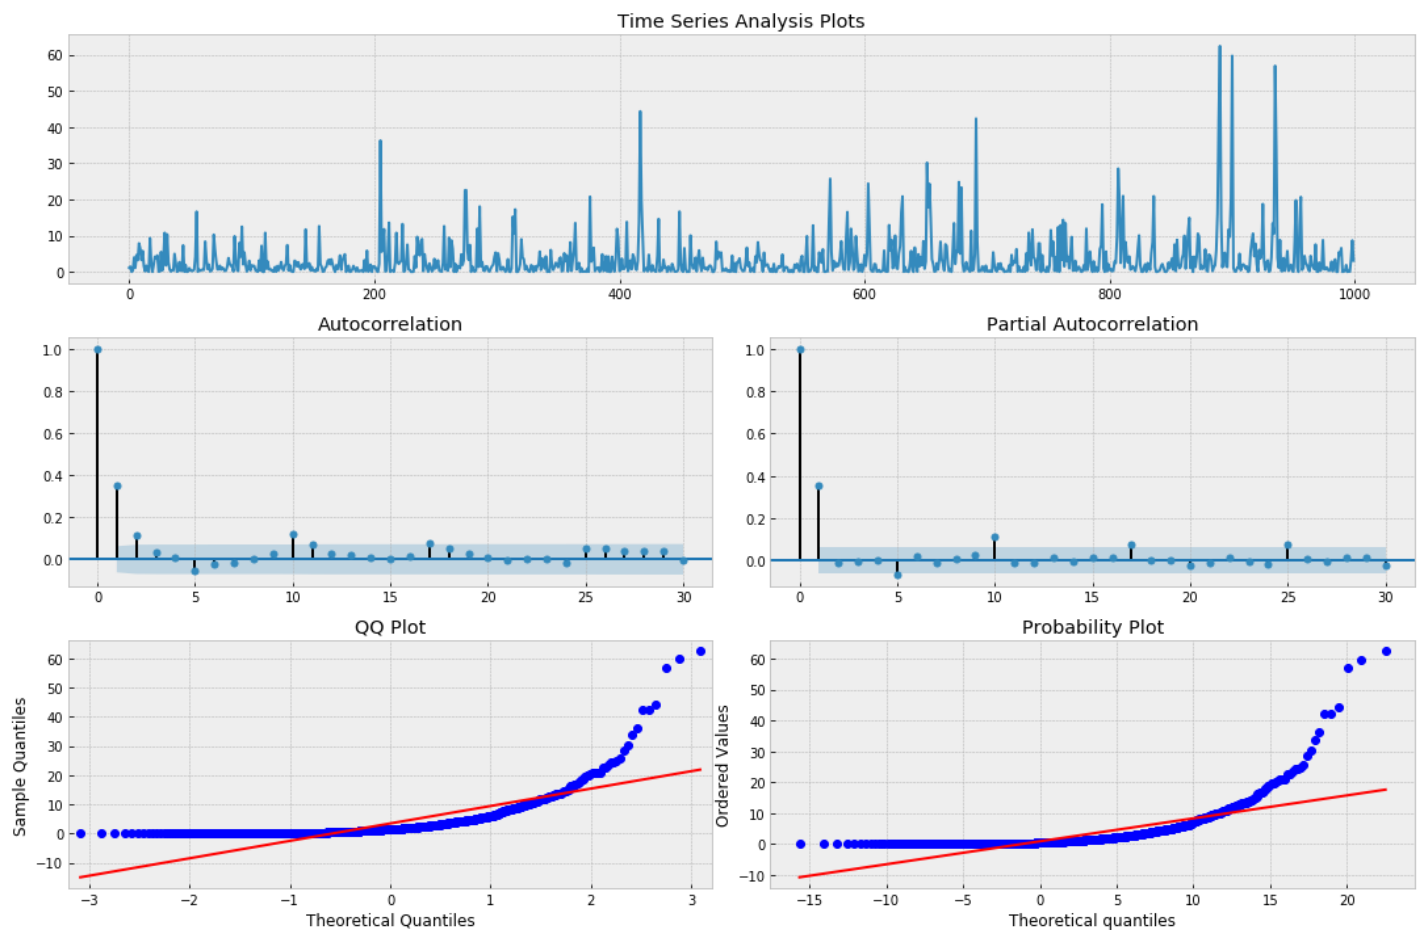 Time Series Analysis Plots
60
50
40
30
20
10
0
0 200 400 600 800 1000
Autocorrelation
1.0
0.8
0.6
0.4
0.2
0.0
0 5 10 15 20 25 30
Partial Autocorrelation
1.0
0.8
0.6
0.4
0.2
0.0
0 5 10 15 20 25 30
QQ Plot
Sample Quantiles
60
50
40
30
20
10
0
−10
−3 −2 −1 0 1 2 3
Theoretical Quantiles
Probability Plot
Ordered Values
60
50
40
30
20
10
0
−10
−15 −10 −5 0 5 10 15 20
Theoretical quantiles